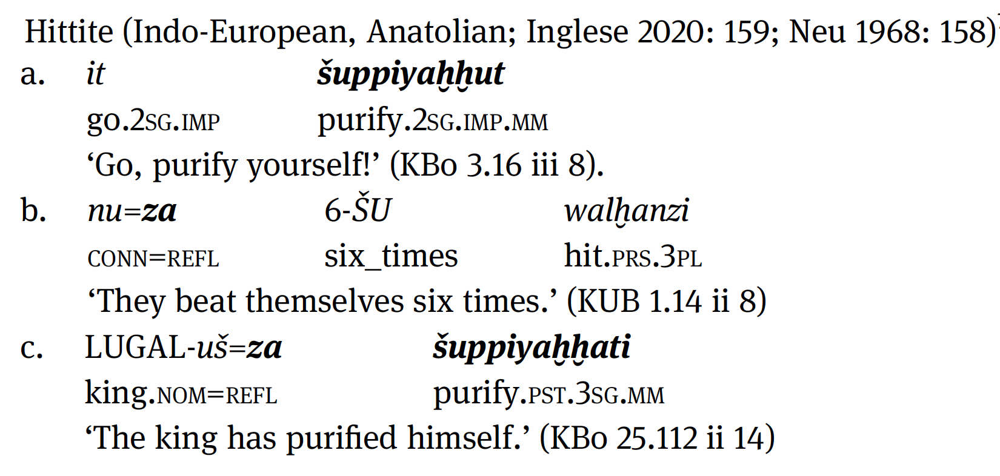 Hittite (Indo-European, Anatolian; Inglese 2020: 159; Neu 1968: 158)
a. it šuppiyaḫḫut
go.2SG.IMP purify.2SG.IMP.MM
‘Go, purify yourself!’ (KBo 3.16 iii 8).
b. nu=za 6-ŠU walḫanzi
CONN=REFL six_times hit.PRS.3PL
‘They beat themselves six times.’ (KUB 1.14 ii 8)
c. LUGAL-uš=za šuppiyaḫḫati
king.NOM=REFL purify.PST.3SG.MM
‘The king has purified himself.’ (KBo 25.112 ii 14)